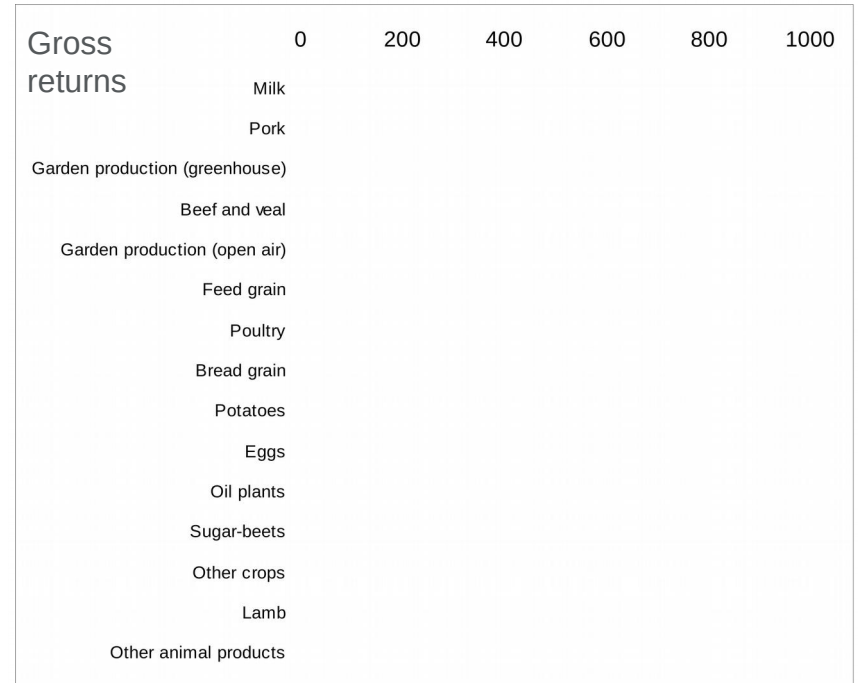 Gross
returns
0 200 400 600 800 1000
Milk
Pork
Garden production (greenhouse)
Beef and veal
Garden production (open air)
Feed grain
Poultry
Bread grain
Potatoes
Eggs
Oil plants
Sugar-beets
Other crops
Lamb
Other animal products